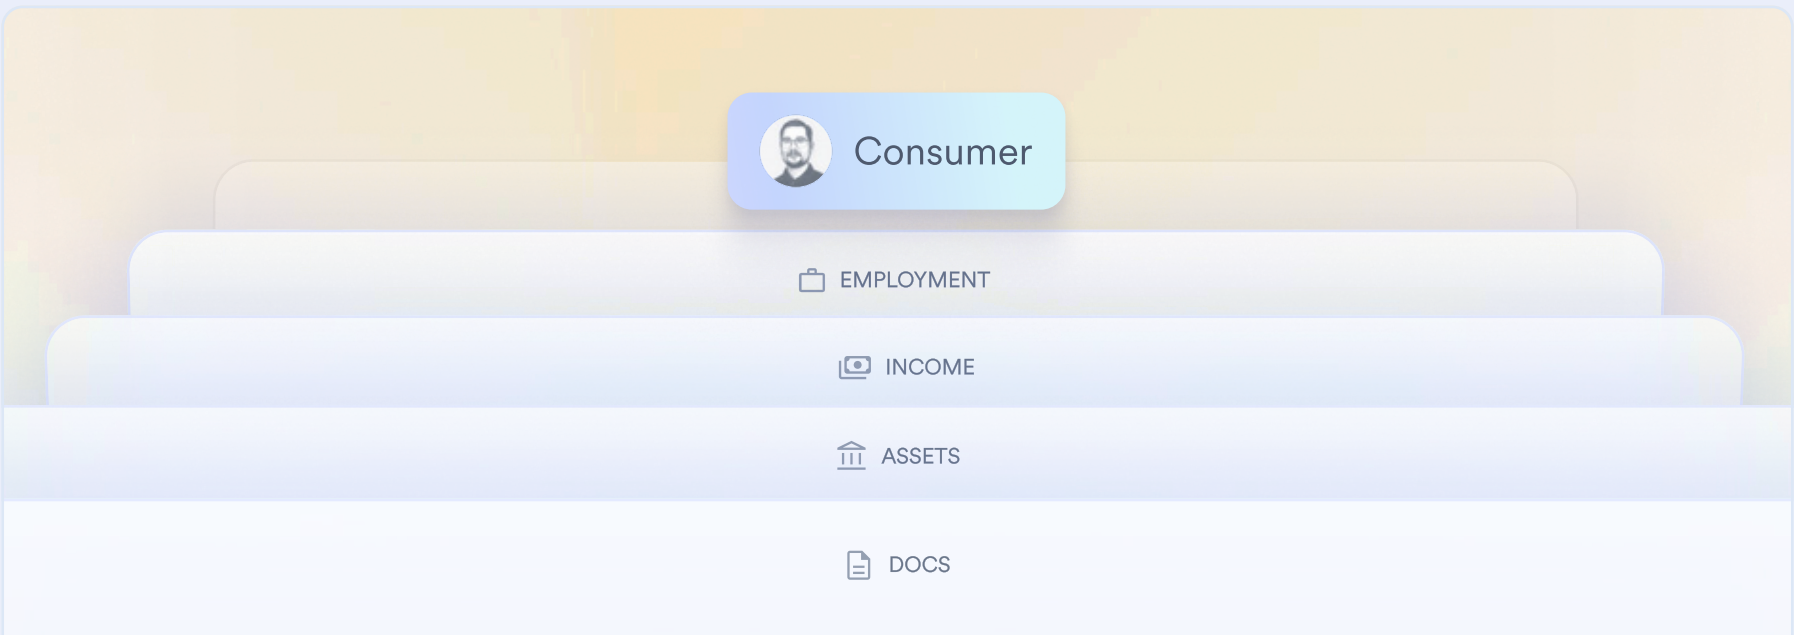 Consumer
EMPLOYMENT
INCOME
ASSETS
DOCS